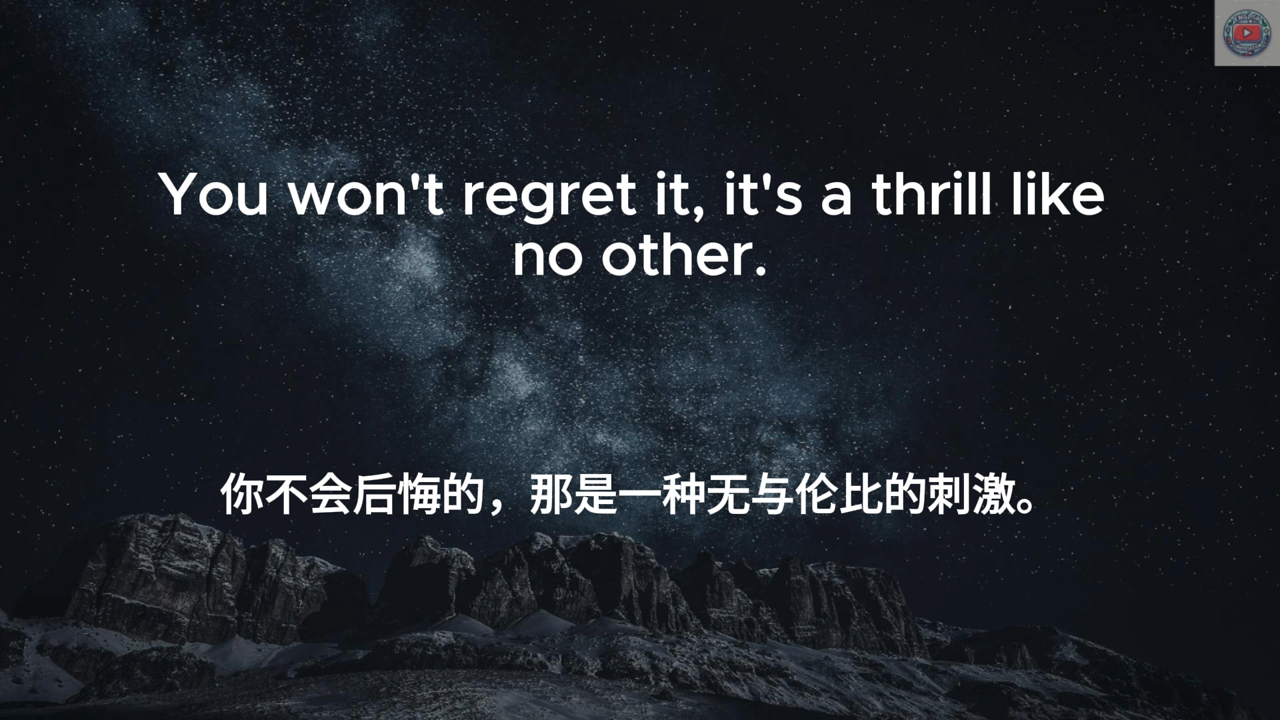 You won't regret it, it's a thrill like
no other.
你不会后悔的，那是一种无与伦比的刺激。